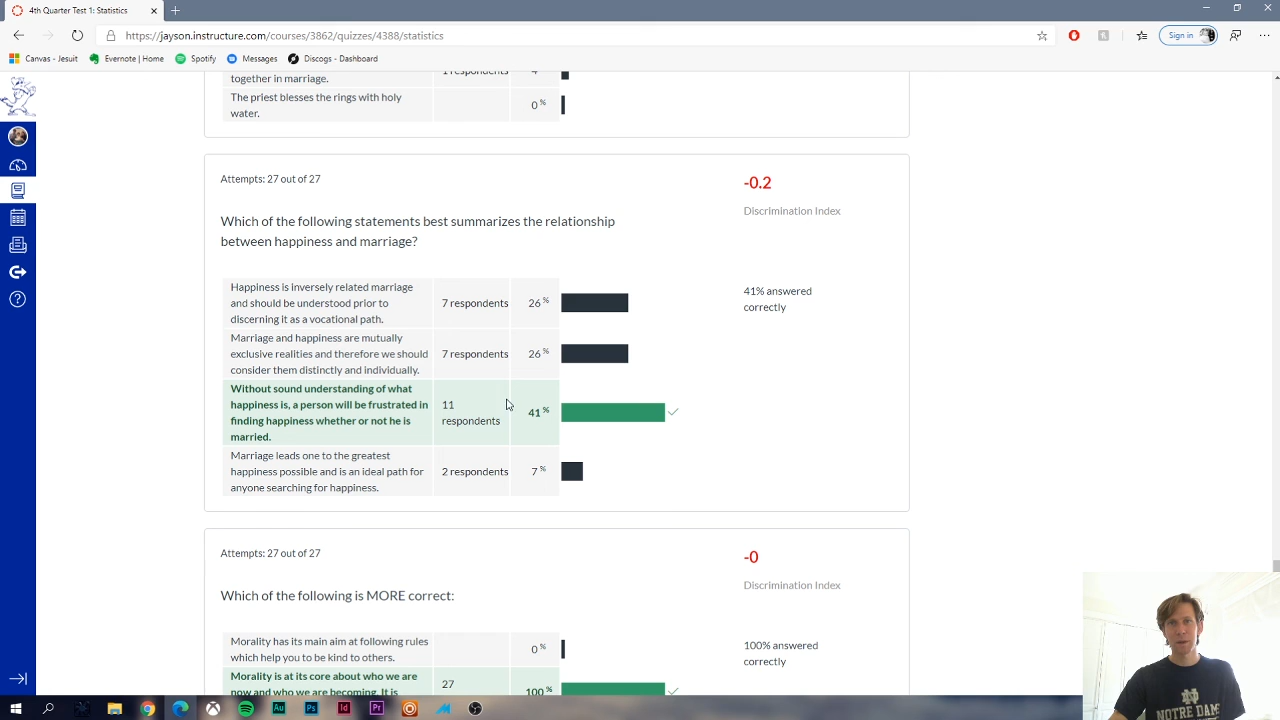 4th Quarter Test 1: Statistics
https://jayson.instructure.com/courses/3862/quizzes/4388/statistics
Sign in
Canvas - Jesuit
Evernote | Home
Spotify
Messages
Discogs - Dashboard
together in marriage.
1 respondents
4
The priest blesses the rings with holy
water.
0 %
Attempts: 27 out of 27
-0.2
Discrimination Index
Which of the following statements best summarizes the relationship
between happiness and marriage?
Happiness is inversely related marriage
and should be understood prior to
discerning it as a vocational path.
7 respondents
26 %
41% answered
correctly
Marriage and happiness are mutually
exclusive realities and therefore we should
consider them distinctly and individually.
7 respondents
26 %
Without sound understanding of what
happiness is, a person will be frustrated in
finding happiness whether or not he is
married.
11
respondents
41 %
Marriage leads one to the greatest
happiness possible and is an ideal path for
anyone searching for happiness.
2 respondents
7 %
Attempts: 27 out of 27
-0
Discrimination Index
Which of the following is MORE correct:
Morality has its main aim at following rules
which help you to be kind to others.
0 %
100% answered
correctly
Morality is at its core about who we are
now and who we are becoming. It is
27
100 %
Au
Ps
Id
Pr
NOTRE DAME